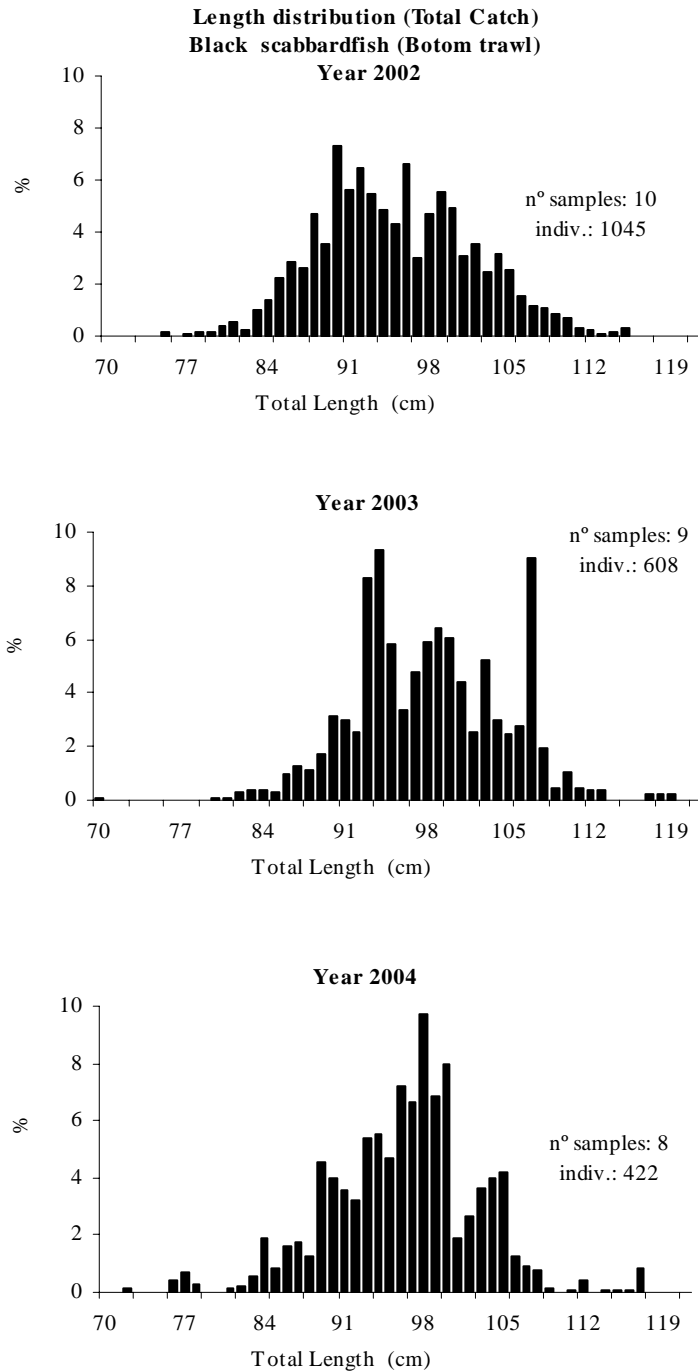 Length distribution (Total Catch)
Black scabbardfish (Botom trawl)
Year 2002
10
8
6
4
2
0
%
nº samples: 10
indiv.: 1045
70 77 84 91 98 105 112 119
Total Length (cm)
Year 2003
10
8
6
4
2
0
%
nº samples: 9
indiv.: 608
70 77 84 91 98 105 112 119
Total Length (cm)
Year 2004
10
8
6
4
2
0
%
nº samples: 8
indiv.: 422
70 77 84 91 98 105 112 119
Total Length (cm)